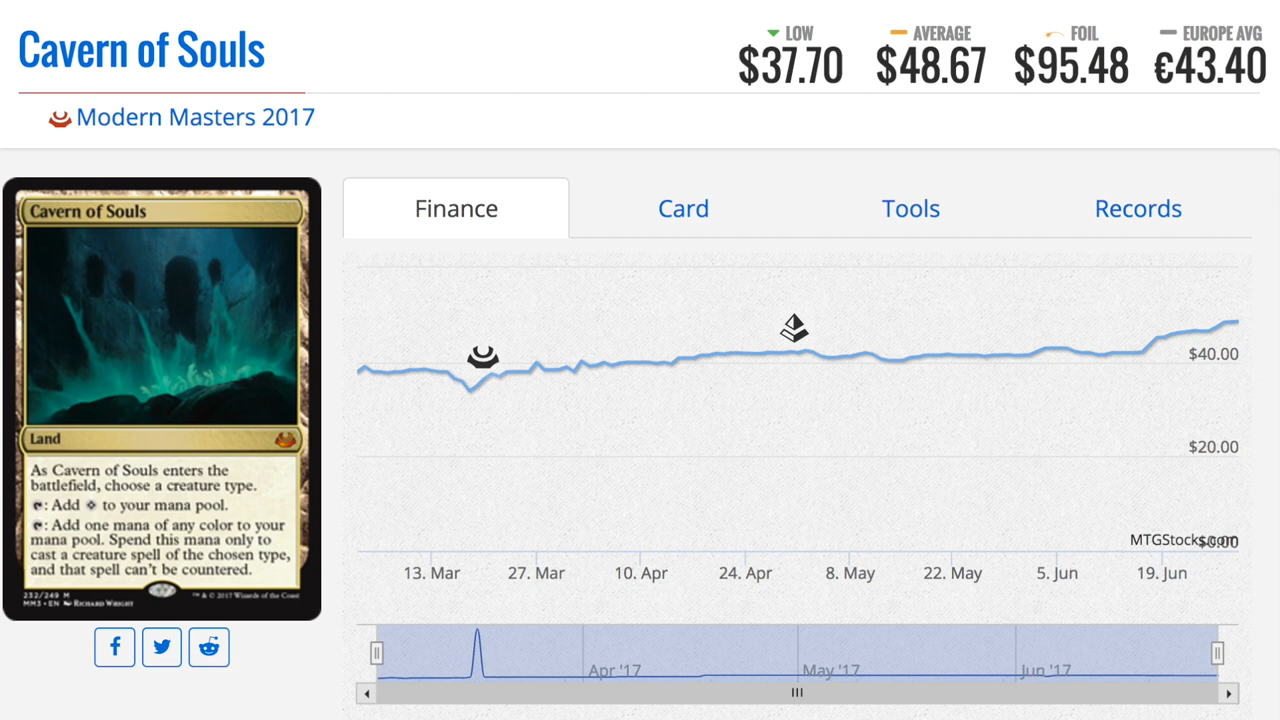 Cavern of Souls
LOW
$37.70
AVERAGE
$48.67
FOIL
$95.48
EUROPE AVG
€43.40
Modern Masters 2017
Cavern of Souls
Land
As Cavern of Souls enters the
battlefield, choose a creature type.
: Add to your mana pool.
: Add one mana of any color to your
mana pool. Spend this mana only to
cast a creature spell of the chosen type,
and that spell can't be countered.
232/249 M
MM3 • EN RICHARD WRIGHT
™ & © 2017 Wizards of the Coast
Finance
Card
Tools
Records
$40.00
$20.00
$0.00
MTGStocks.com
13. Mar
27. Mar
10. Apr
24. Apr
8. May
22. May
5. Jun
19. Jun
Apr '17
May '17
Jun '17